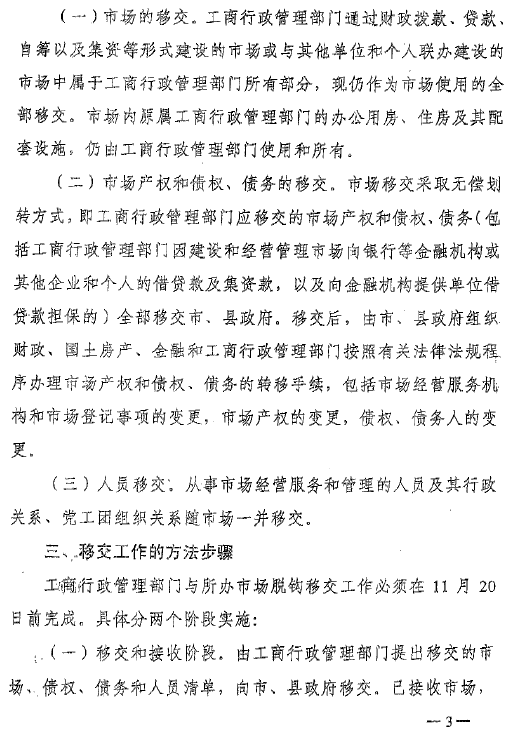 （一）市场的移交。工商行政管理部门通过财政拨款、贷款、
自筹以及集资等形式建设的市场或与其他单位和个人联办建设的
市场中属于工商行政管理部门所有部分，现仍作为市场使用的全
部移交。市场内原属工商行政管理部门的办公用房、住房及其配
套设施，仍由工商行政管理部门使用和所有。
（二）市场产权和债权、债务的移交。市场移交采取无偿划
转方式，即工商行政管理部门应移交的市场产权和债权、债务（包
括工商行政管理部门因建设和经营管理市场向银行等金融机构或
其他企业和个人的借贷款及集资款，以及向金融机构提供单位借
贷款担保的）全部移交市、县政府。移交后，由市、县政府组织
财政、国土房产、金融和工商行政管理部门按照有关法律法规程
序办理市场产权和债权、债务的转移手续，包括市场经营服务机
构和市场登记事项的变更，市场产权的变更，债权、债务人的变
更。
（三）人员移交。从事市场经营服务和管理的人员及其行政
关系、党工团组织关系随市场一并移交。
三、移交工作的方法步骤
工商行政管理部门与所办市场脱钩移交工作必须在 11 月 20
日前完成。具体分两个阶段实施：
（一）移交和接收阶段。由工商行政管理部门提出移交的市
场、债权、债务和人员清单，向市、县政府移交。已接收市场，
—3—